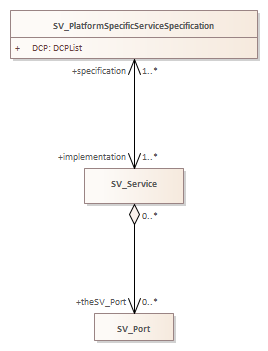 SV_PlatformSpecificServiceSpecification
+ DCP: DCPList
+specification 1..*
+implementation 1..*
SV_Service
0..*
+theSV_Port 0..*
SV_Port